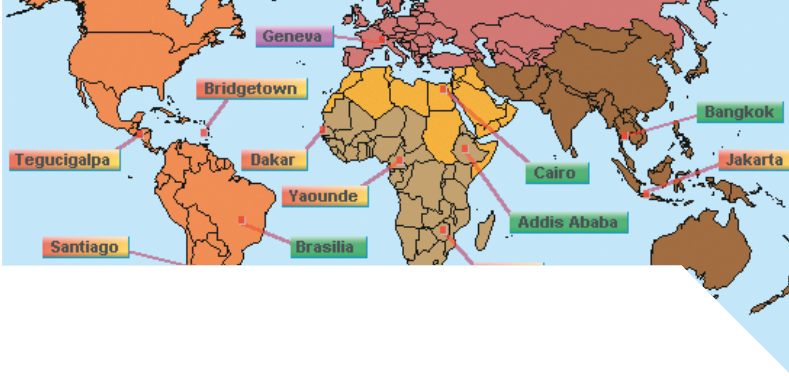 Geneva
Bridgetown
Bangkok
Tegucigalpa
Dakar
Jakarta
Cairo
Yaounde
Addis Ababa
Santiago
Brasilia